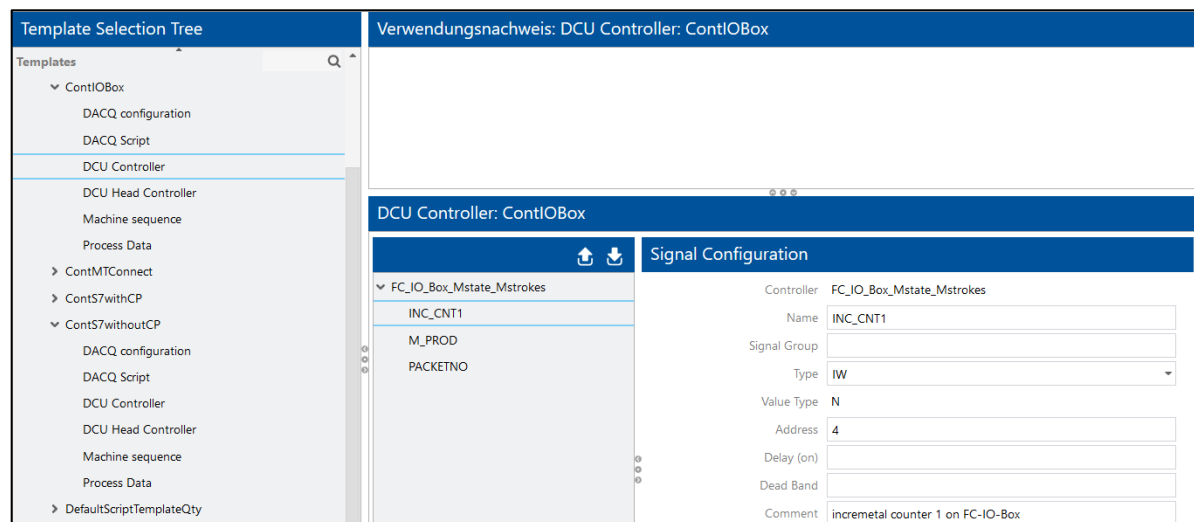 Template Selection Tree
Templates
ContIOBox
DACQ configuration
DACQ Script
DCU Controller
DCU Head Controller
Machine sequence
Process Data
ContMTConnect
ContS7withCP
ContS7withoutCP
DACQ configuration
DACQ Script
DCU Controller
DCU Head Controller
Machine sequence
Process Data
DefaultScriptTemplateQty
Verwendungsnachweis: DCU Controller: ContIOBox
DCU Controller: ContIOBox
FC_IO_Box_Mstate_Mstrokes
INC_CNT1
M_PROD
PACKETNO
Signal Configuration
Controller FC_IO_Box_Mstate_Mstrokes
Name INC_CNT1
Signal Group
Type IW
Value Type N
Address 4
Delay (on)
Dead Band
Comment incremetal counter 1 on FC-IO-Box